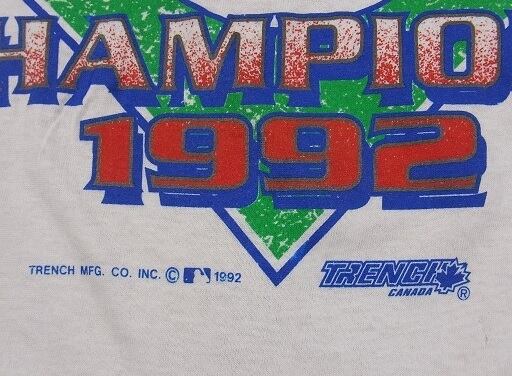 HAMPIO
1992
TRENCH MFG. CO. INC. © 1992
TRENCH
CANADA ®